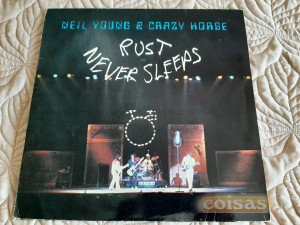 NEIL YOUNG & CRAZY HORSE
RUST
NEVER SLEEPS
coisas